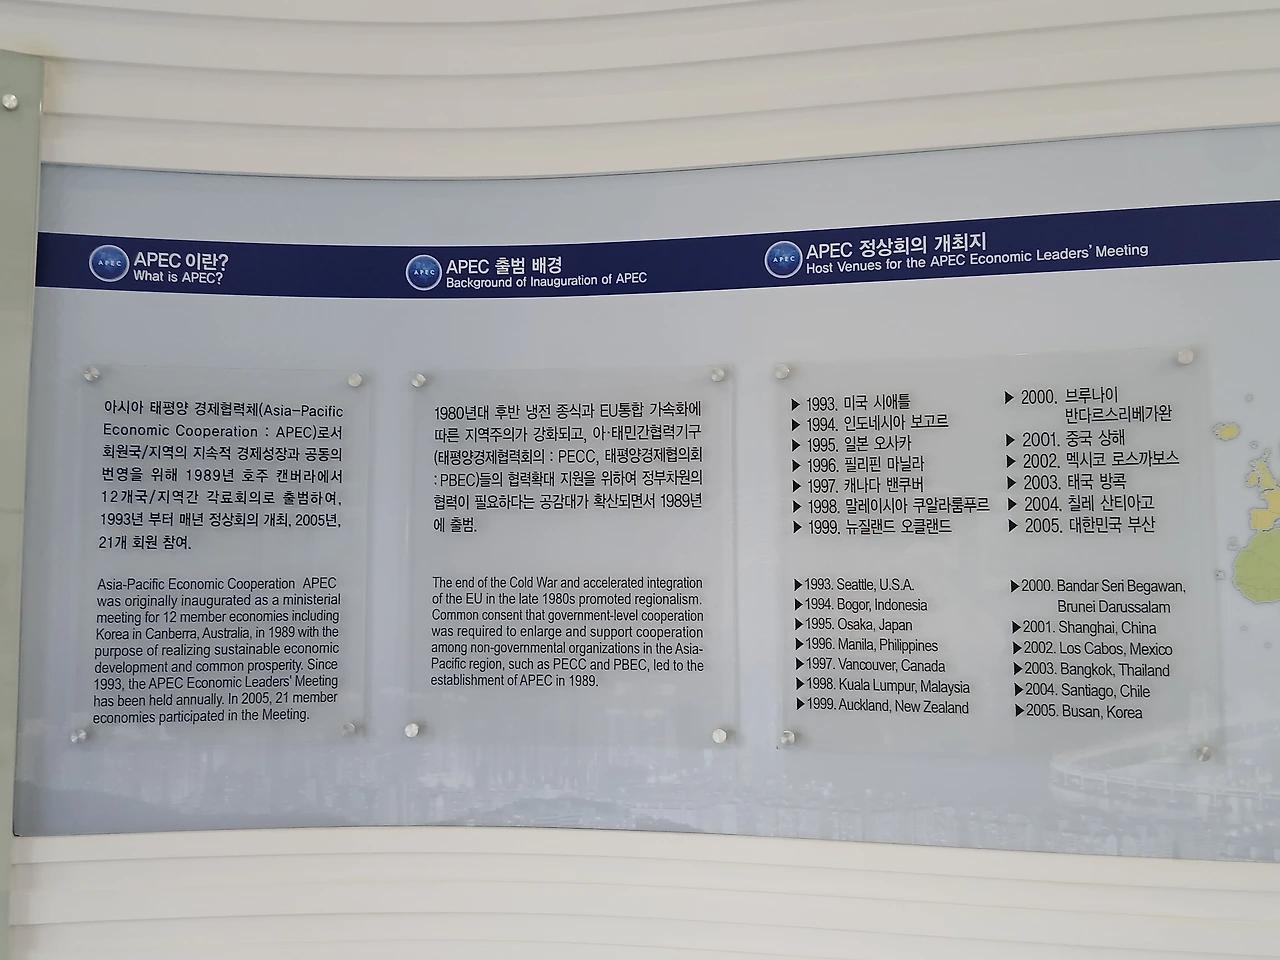 APEC 이란?
What is APEC?
아시아 태평양 경제협력체(Asia-Pacific
Economic Cooperation : APEC)로서
회원국/지역의 지속적 경제성장과 공동의
번영을 위해 1989년 호주 캔버라에서
12개국/지역간 각료회의로 출범하여,
1993년 부터 매년 정상회의 개최, 2005년,
21개 회원 참여.
Asia-Pacific Economic Cooperation APEC
was originally inaugurated as a ministerial
meeting for 12 member economies including
Korea in Canberra, Australia, in 1989 with the
purpose of realizing sustainable economic
development and common prosperity. Since
1993, the APEC Economic Leaders' Meeting
has been held annually. In 2005, 21 member
economies participated in the Meeting.
APEC 출범 배경
Background of Inauguration of APEC
1980년대 후반 냉전 종식과 EU통합 가속화에
따른 지역주의가 강화되고, 아·태민간협력기구
(태평양경제협력회의 : PECC, 태평양경제협의회
: PBEC)들의 협력확대 지원을 위하여 정부차원의
협력이 필요하다는 공감대가 확산되면서 1989년
에 출범.
The end of the Cold War and accelerated integration
of the EU in the late 1980s promoted regionalism.
Common consent that government-level cooperation
was required to enlarge and support cooperation
among non-governmental organizations in the Asia-
Pacific region, such as PECC and PBEC, led to the
establishment of APEC in 1989.
APEC 정상회의 개최지
Host Venues for the APEC Economic Leaders' Meeting
▶ 1993. 미국 시애틀
▶ 1994. 인도네시아 보고르
▶ 1995. 일본 오사카
▶ 1996. 필리핀 마닐라
▶ 1997. 캐나다 밴쿠버
▶ 1998. 말레이시아 쿠알라룸푸르
▶ 1999. 뉴질랜드 오클랜드
▶ 2000. 브루나이
반다르스리베가완
▶ 2001. 중국 상해
▶ 2002. 멕시코 로스까보스
▶ 2003. 태국 방콕
▶ 2004. 칠레 산티아고
▶ 2005. 대한민국 부산
▶1993. Seattle, U.S.A.
▶1994. Bogor, Indonesia
▶1995. Osaka, Japan
▶1996. Manila, Philippines
▶1997. Vancouver, Canada
▶1998. Kuala Lumpur, Malaysia
▶1999. Auckland, New Zealand
▶2000. Bandar Seri Begawan,
Brunei Darussalam
▶2001. Shanghai, China
▶2002. Los Cabos, Mexico
▶2003. Bangkok, Thailand
▶2004. Santiago, Chile
▶2005. Busan, Korea
APEC
APEC
APEC